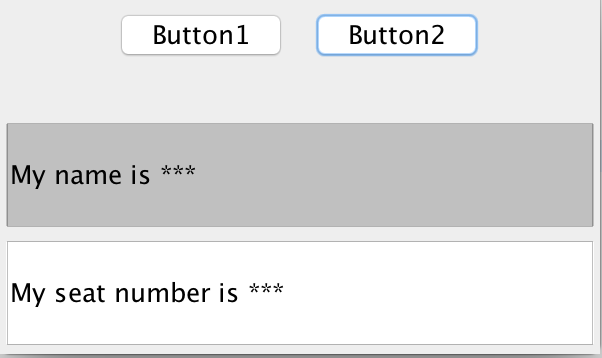 Button1 Button2
My name is ***
My seat number is ***